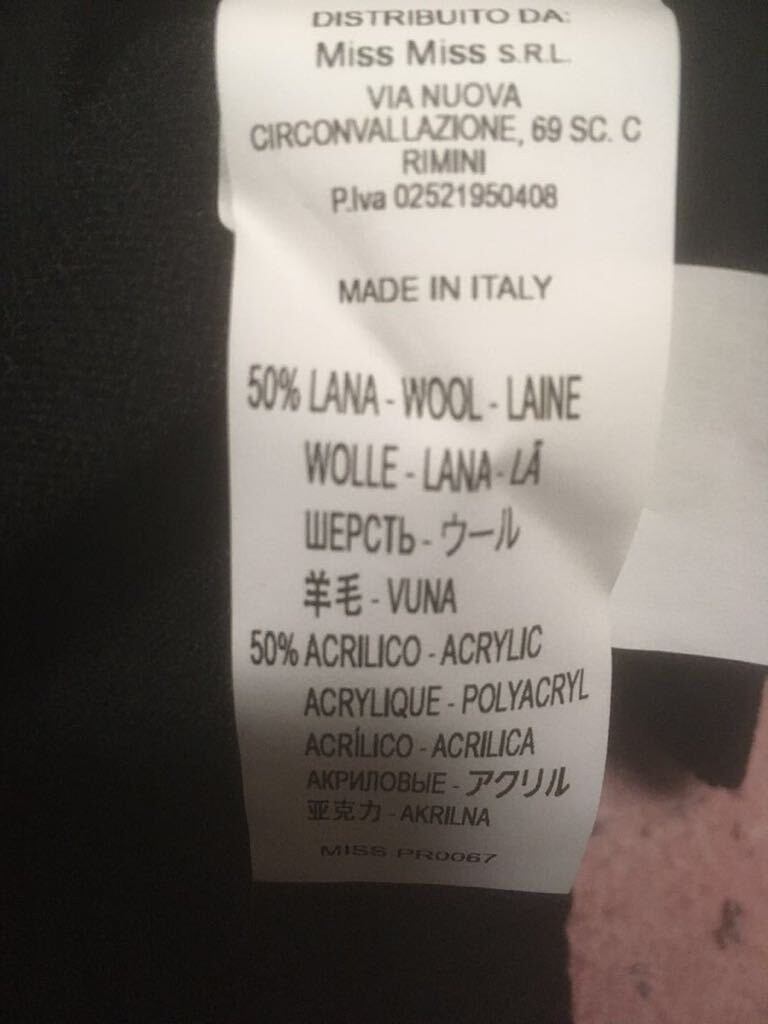 DISTRIBUITO DA:
Miss Miss S.R.L.
VIA NUOVA
CIRCONVALLAZIONE, 69 SC. C
RIMINI
P.Iva 02521950408
MADE IN ITALY
50% LANA - WOOL - LAINE
WOLLE - LANA - LÃ
ШЕРСТЬ - ウール
羊毛 - VUNA
50% ACRILICO - ACRYLIC
ACRYLIQUE - POLYACRYL
ACRÍLICO - ACRILICA
АКРИЛОВЫЕ - アクリル
亚克力 - AKRILNA
MISS PR0067